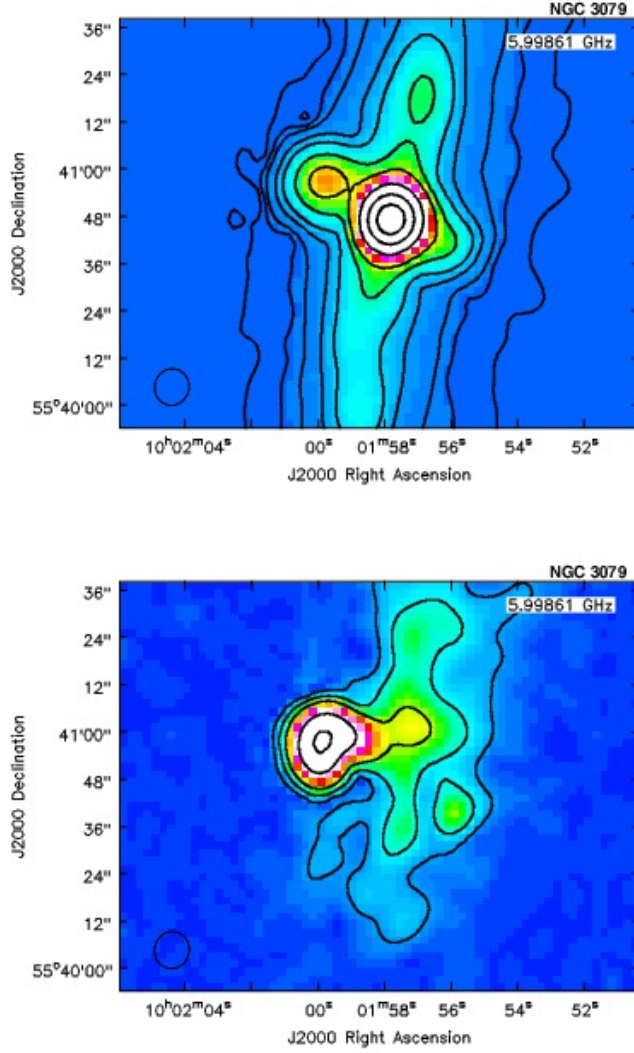 NGC 3079
5.99861 GHz
36"
24"
12"
41°00"
48"
36"
24"
12"
55°40'00"
10ʰ02ᵐ04ˢ 00ˢ 01ᵐ58ˢ 56ˢ 54ˢ 52ˢ
J2000 Declination
J2000 Right Ascension
NGC 3079
5.99861 GHz
36"
24"
12"
41'00"
48"
36"
24"
12"
55°40'00"
10ʰ02ᵐ04ˢ 00ˢ 01ᵐ58ˢ 56ˢ 54ˢ 52ˢ
J2000 Declination
J2000 Right Ascension